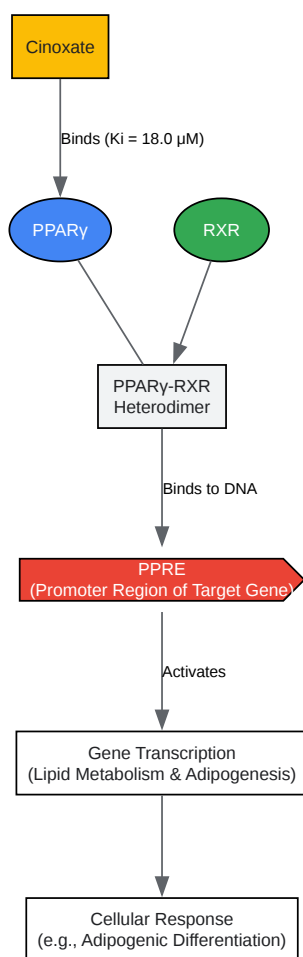 Cinoxate
Binds (Ki = 18.0 μM)
PPARγ
RXR
PPARγ-RXR
Heterodimer
Binds to DNA
PPRE
(Promoter Region of Target Gene)
Activates
Gene Transcription
(Lipid Metabolism & Adipogenesis)
Cellular Response
(e.g., Adipogenic Differentiation)